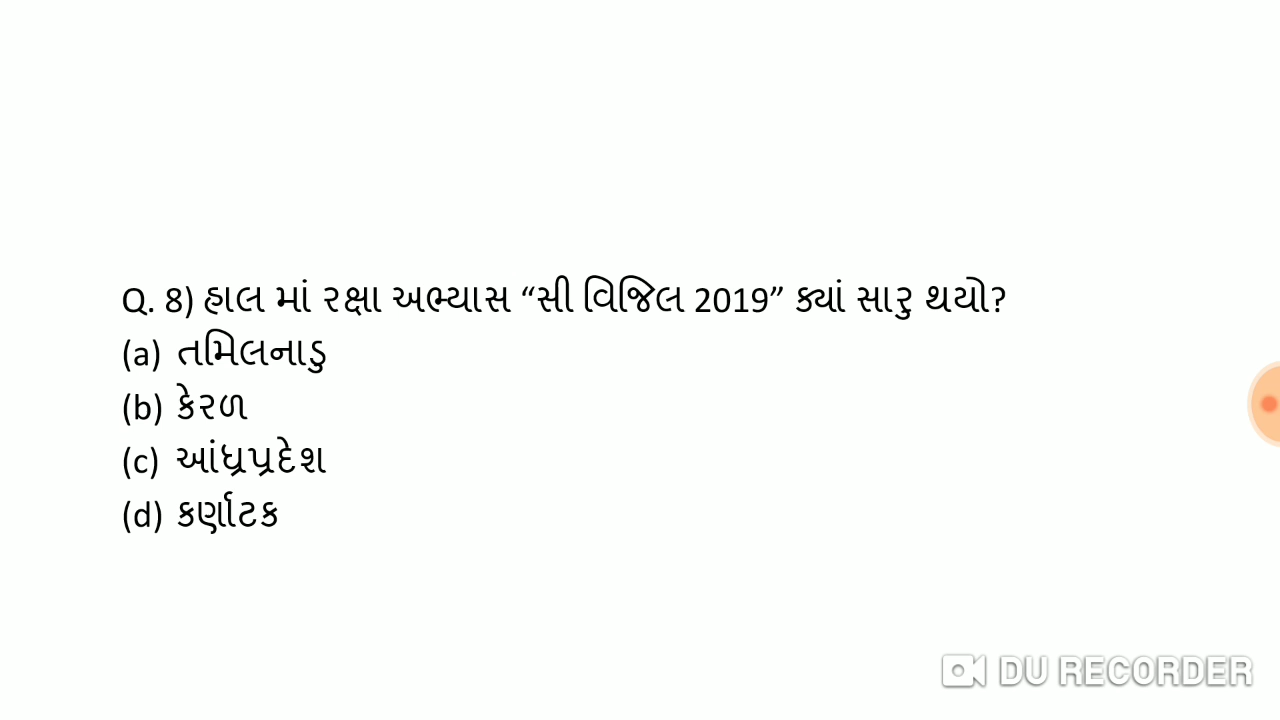 Q. 8) હાલ માં રક્ષા અભ્યાસ “સી વિજિલ 2019” ક્યાં સારુ થયો?
(a) તમિલનાડુ
(b) કેરળ
(c) આંધ્રપ્રદેશ
(d) કર્ણાટક
DU RECORDER